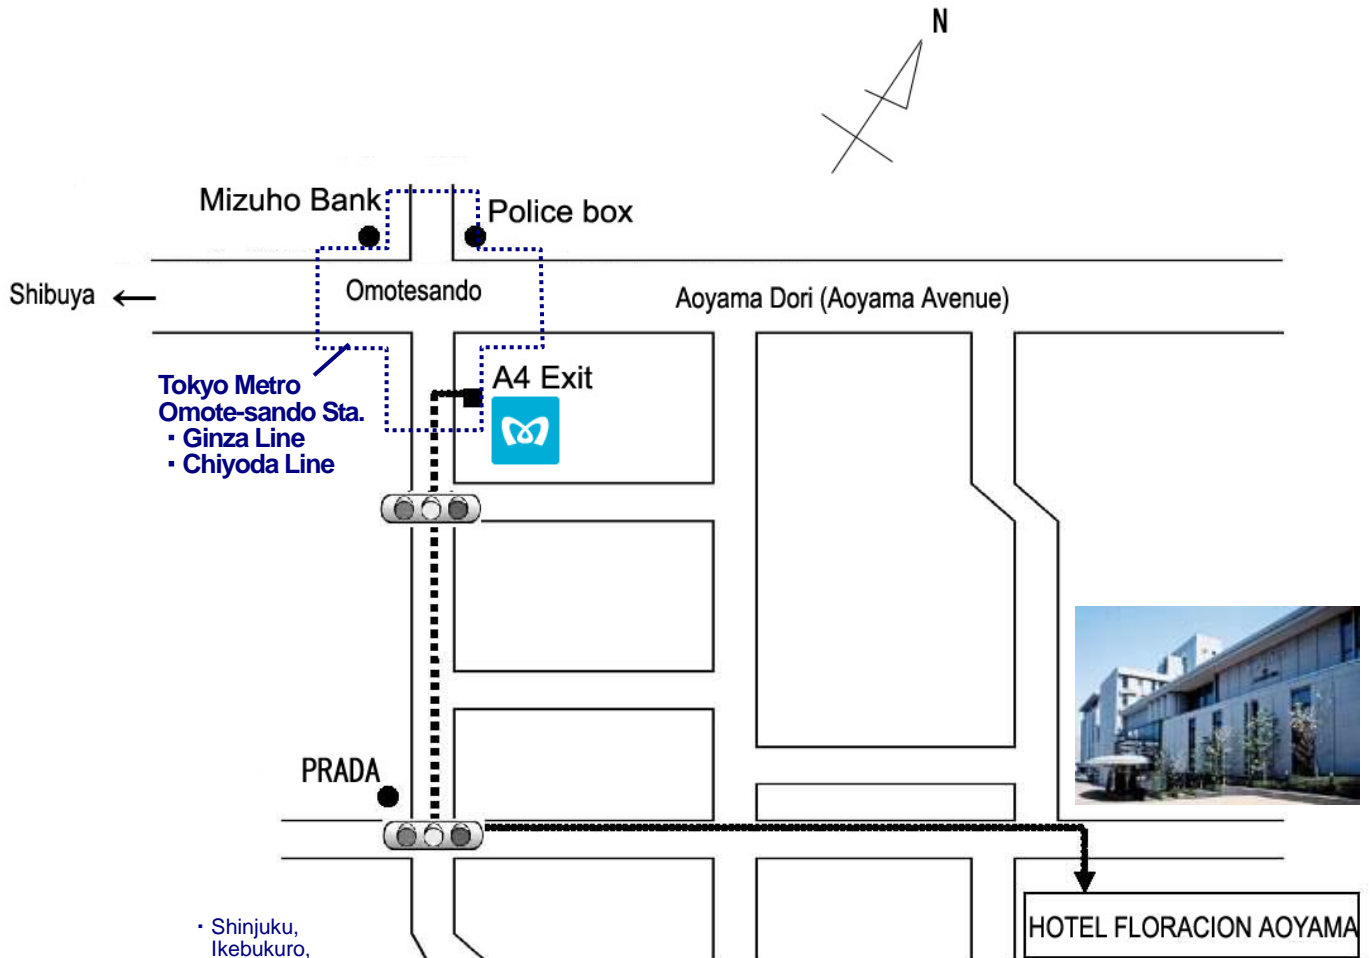 N
Mizuho Bank
Police box
Shibuya ←
Omotesando
Aoyama Dori (Aoyama Avenue)
Tokyo Metro
Omote-sando Sta.
・Ginza Line
・Chiyoda Line
A4 Exit
PRADA
HOTEL FLORACION AOYAMA
・Shinjuku,
Ikebukuro,